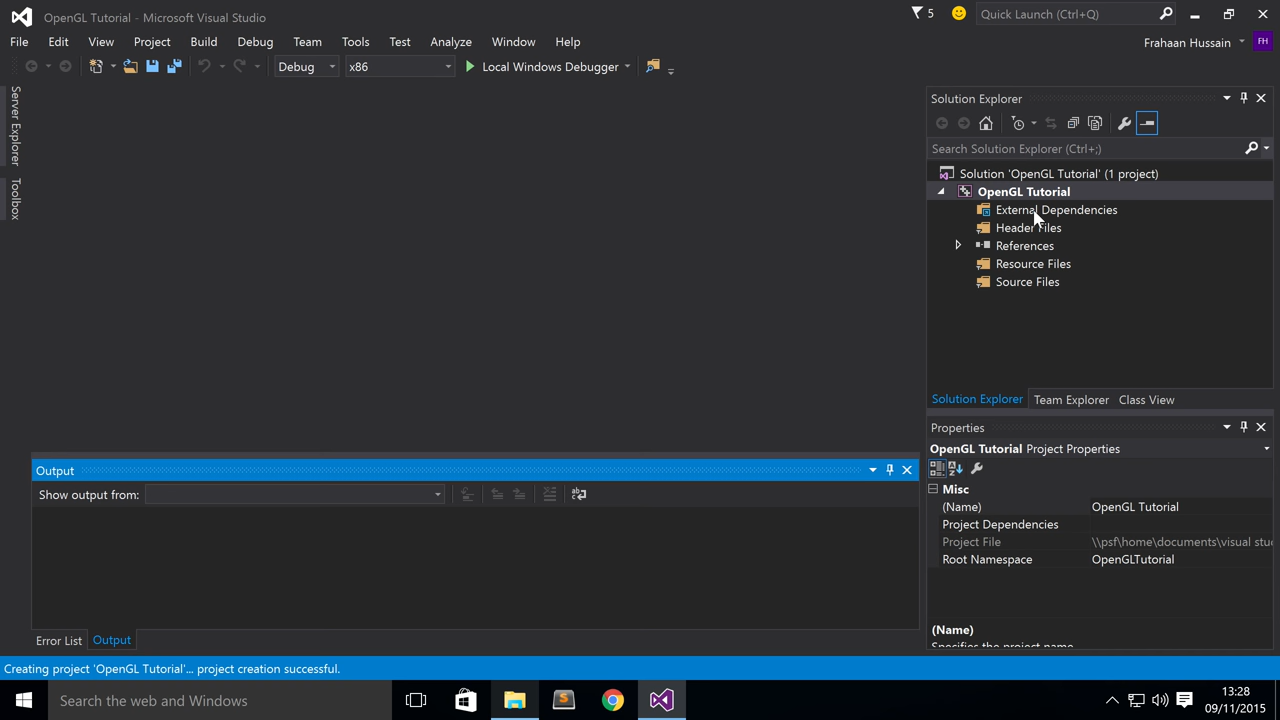 OpenGL Tutorial - Microsoft Visual Studio
5
Quick Launch (Ctrl+Q)
File Edit View Project Build Debug Team Tools Test Analyze Window Help
Frahaan Hussain FH
Debug x86 Local Windows Debugger
Server Explorer
Toolbox
Solution Explorer
Search Solution Explorer (Ctrl+;)
Solution 'OpenGL Tutorial' (1 project)
OpenGL Tutorial
External Dependencies
Header Files
References
Resource Files
Source Files
Solution Explorer Team Explorer Class View
Properties
OpenGL Tutorial Project Properties
Misc
(Name) OpenGL Tutorial
Project Dependencies
Project File \\psf\home\documents\visual stu
Root Namespace OpenGLTutorial
(Name)
Specifies the project name
Output
Show output from:
Error List Output
Creating project 'OpenGL Tutorial'... project creation successful.
Search the web and Windows
13:28
09/11/2015